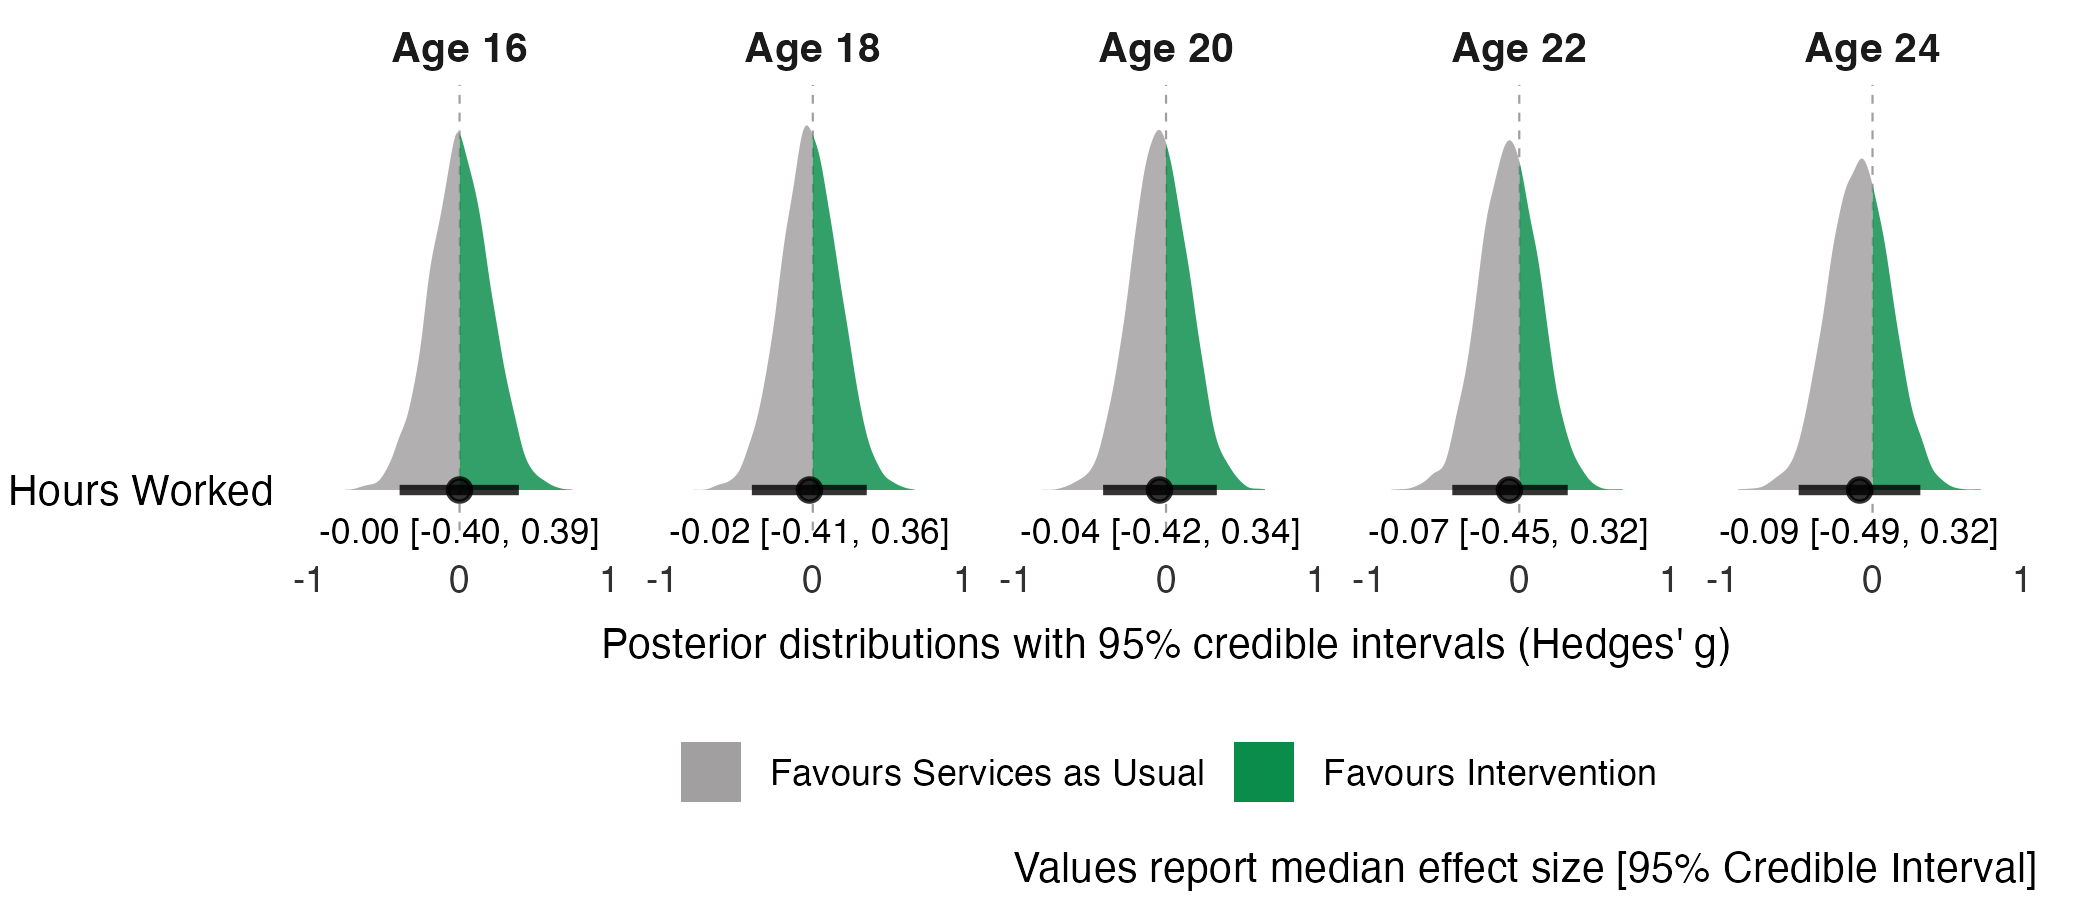 Age 16 Age 18 Age 20 Age 22 Age 24
Hours Worked
-0.00 [-0.40, 0.39] -0.02 [-0.41, 0.36] -0.04 [-0.42, 0.34] -0.07 [-0.45, 0.32] -0.09 [-0.49, 0.32]
-1 0 1 -1 0 1 -1 0 1 -1 0 1 -1 0 1
Posterior distributions with 95% credible intervals (Hedges' g)
Favours Services as Usual Favours Intervention
Values report median effect size [95% Credible Interval]